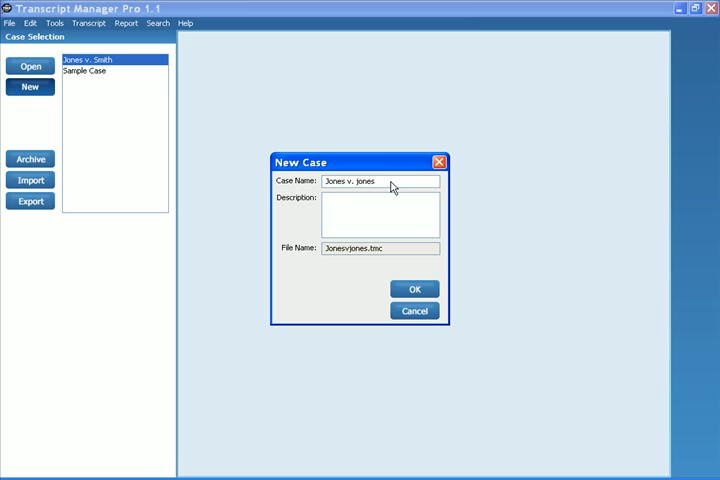 Transcript Manager Pro 1.1
File Edit Tools Transcript Report Search Help
Case Selection
Open
New
Archive
Import
Export
Jones v. Smith
Sample Case
New Case
Case Name: Jones v. jones
Description:
File Name: Jonesvjones.tmc
OK
Cancel